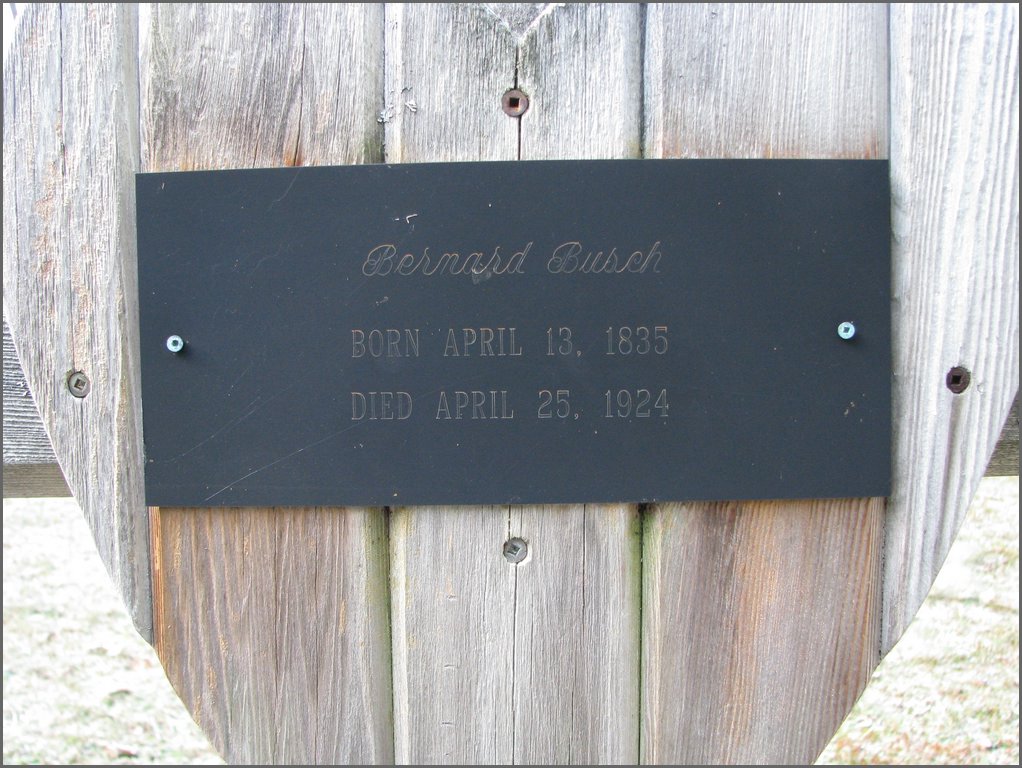 Bernard Busch
BORN APRIL 13, 1835
DIED APRIL 25, 1924